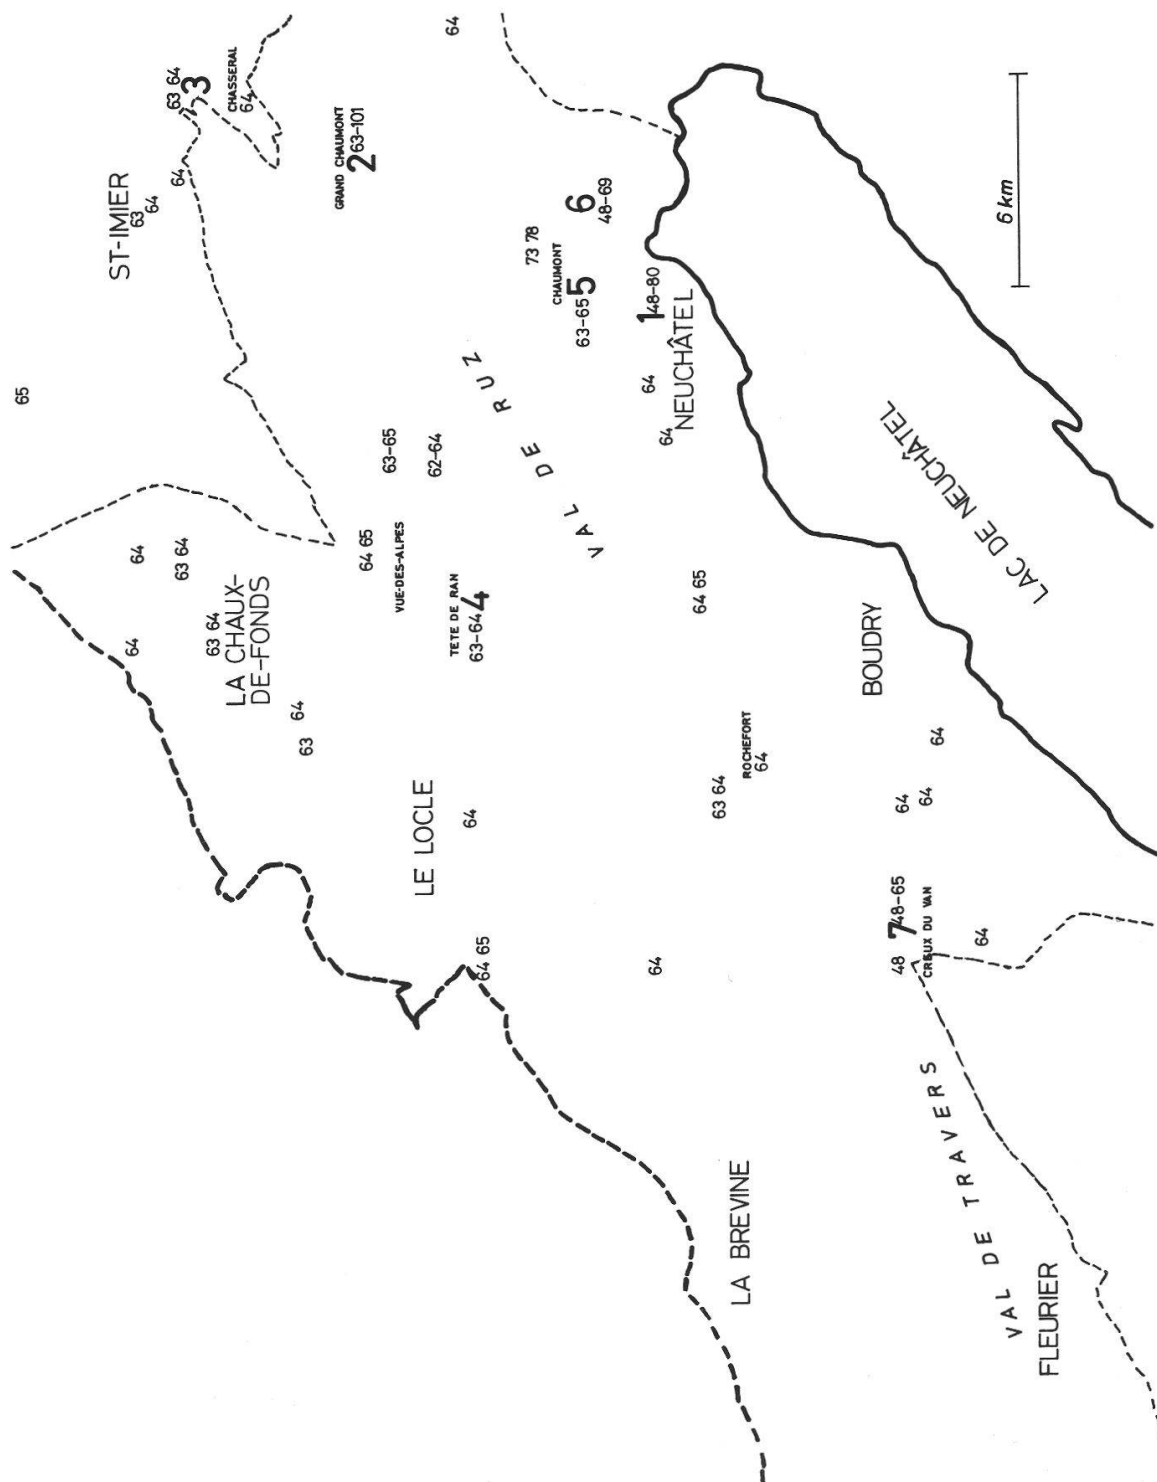 65
ST-IMIER
63
64
64
63 64
3
CHASSERAL
64
64
64
63 64
63 64
LA CHAUX-
DE-FONDS
64
63
GRAND CHAUMONT
2 63-101
64 65
VUE-DES-ALPES
63-65
62-64
LE LOCLE
64
TETE DE RAN
63-64 4
64
64 65
VAL DE RUZ
73 78
CHAUMONT
63-65 5
6
48-69
1 48-80
NEUCHÂTEL
64
64
64
64 65
63 64
ROCHEFORT
64
LA BREVINE
BOUDRY
48 7 48-65
CREUX DU VAN
64
64
64
64
LAC DE NEUCHÂTEL
VAL DE TRAVERS
FLEURIER
6 km